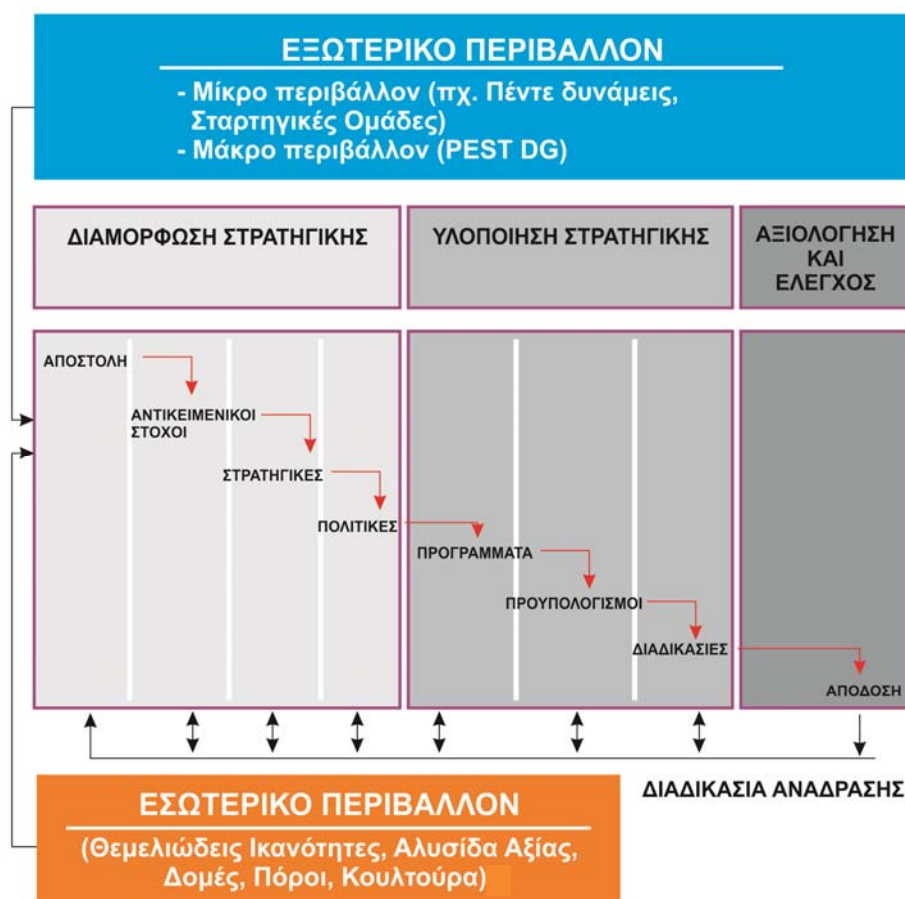 ΕΞΩΤΕΡΙΚΟ ΠΕΡΙΒΑΛΛΟΝ
- Μίκρο περιβάλλον (πχ. Πέντε δυνάμεις,
Σταρτηγικές Ομάδες)
- Μάκρο περιβάλλον (PEST DG)
ΔΙΑΜΟΡΦΩΣΗ ΣΤΡΑΤΗΓΙΚΗΣ
ΥΛΟΠΟΙΗΣΗ ΣΤΡΑΤΗΓΙΚΗΣ
ΑΞΙΟΛΟΓΗΣΗ
ΚΑΙ
ΕΛΕΓΧΟΣ
ΑΠΟΣΤΟΛΗ
ΑΝΤΙΚΕΙΜΕΝΙΚΟΙ
ΣΤΟΧΟΙ
ΣΤΡΑΤΗΓΙΚΕΣ
ΠΟΛΙΤΙΚΕΣ
ΠΡΟΓΡΑΜΜΑΤΑ
ΠΡΟΥΠΟΛΟΓΙΣΜΟΙ
ΔΙΑΔΙΚΑΣΙΕΣ
ΑΠΟΔΟΣΗ
ΔΙΑΔΙΚΑΣΙΑ ΑΝΑΔΡΑΣΗΣ
ΕΣΩΤΕΡΙΚΟ ΠΕΡΙΒΑΛΛΟΝ
(Θεμελιώδεις Ικανότητες, Αλυσίδα Αξίας,
Δομές, Πόροι, Κουλτούρα)